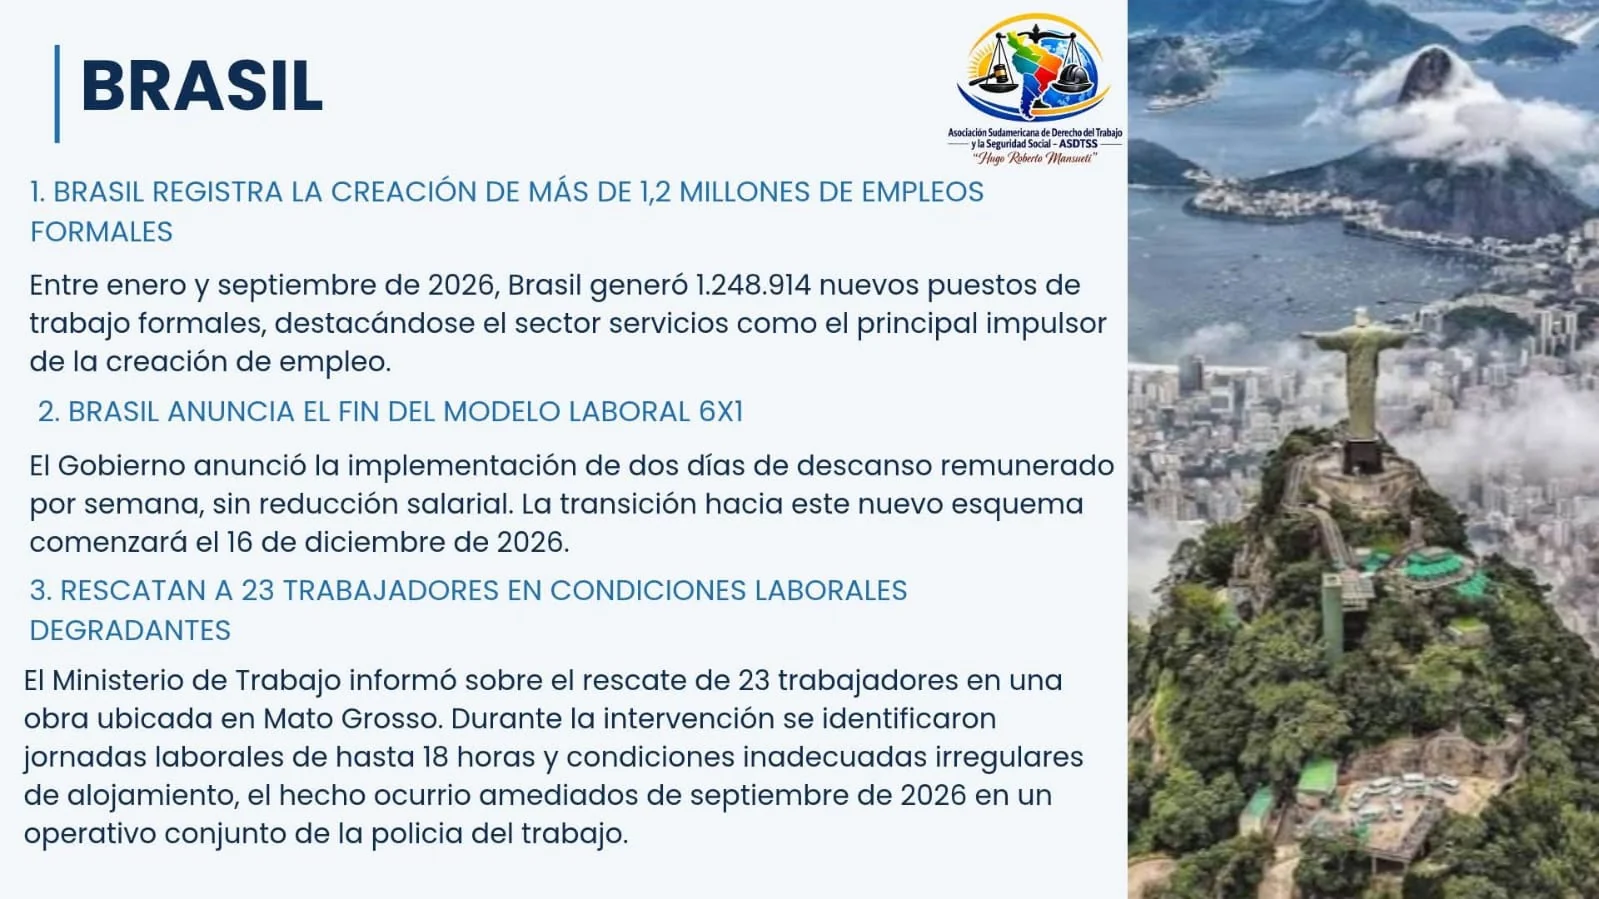 BRASIL
Asociación Sudamericana de Derecho del Trabajo
y la Seguridad Social - ASDTSS
"Hugo Roberto Mansueti"
1. BRASIL REGISTRA LA CREACIÓN DE MÁS DE 1,2 MILLONES DE EMPLEOS
FORMALES
Entre enero y septiembre de 2026, Brasil generó 1.248.914 nuevos puestos de
trabajo formales, destacándose el sector servicios como el principal impulsor
de la creación de empleo.
2. BRASIL ANUNCIA EL FIN DEL MODELO LABORAL 6X1
El Gobierno anunció la implementación de dos días de descanso remunerado
por semana, sin reducción salarial. La transición hacia este nuevo esquema
comenzará el 16 de diciembre de 2026.
3. RESCATAN A 23 TRABAJADORES EN CONDICIONES LABORALES
DEGRADANTES
El Ministerio de Trabajo informó sobre el rescate de 23 trabajadores en una
obra ubicada en Mato Grosso. Durante la intervención se identificaron
jornadas laborales de hasta 18 horas y condiciones inadecuadas irregulares
de alojamiento, el hecho ocurrio amediados de septiembre de 2026 en un
operativo conjunto de la policia del trabajo.